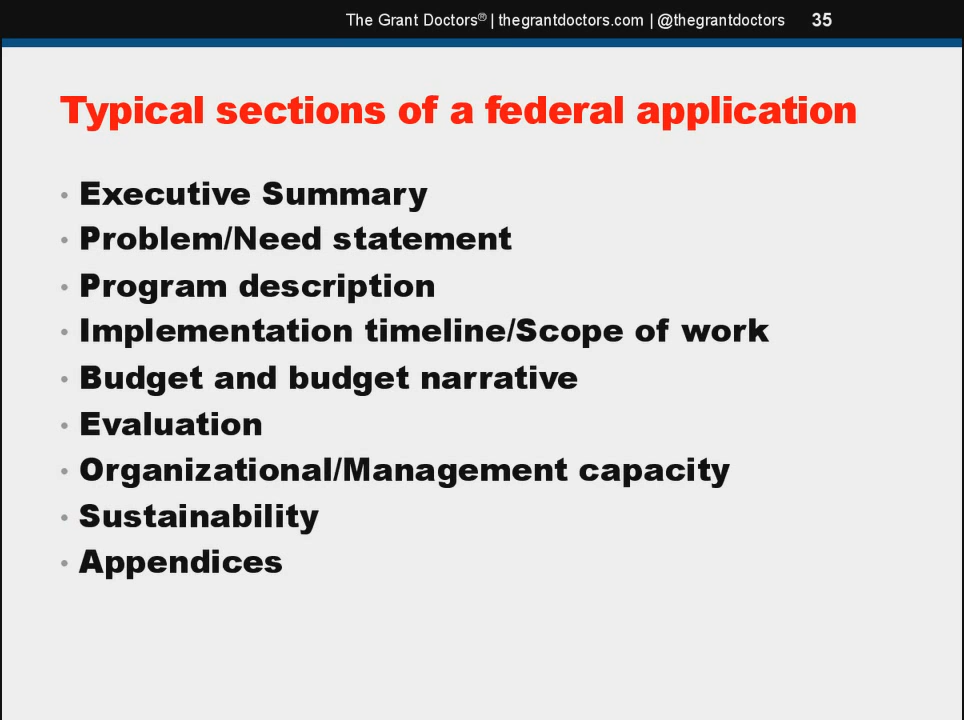 The Grant Doctors® | thegrantdoctors.com | @thegrantdoctors 35
Typical sections of a federal application
• Executive Summary
• Problem/Need statement
• Program description
• Implementation timeline/Scope of work
• Budget and budget narrative
• Evaluation
• Organizational/Management capacity
• Sustainability
• Appendices